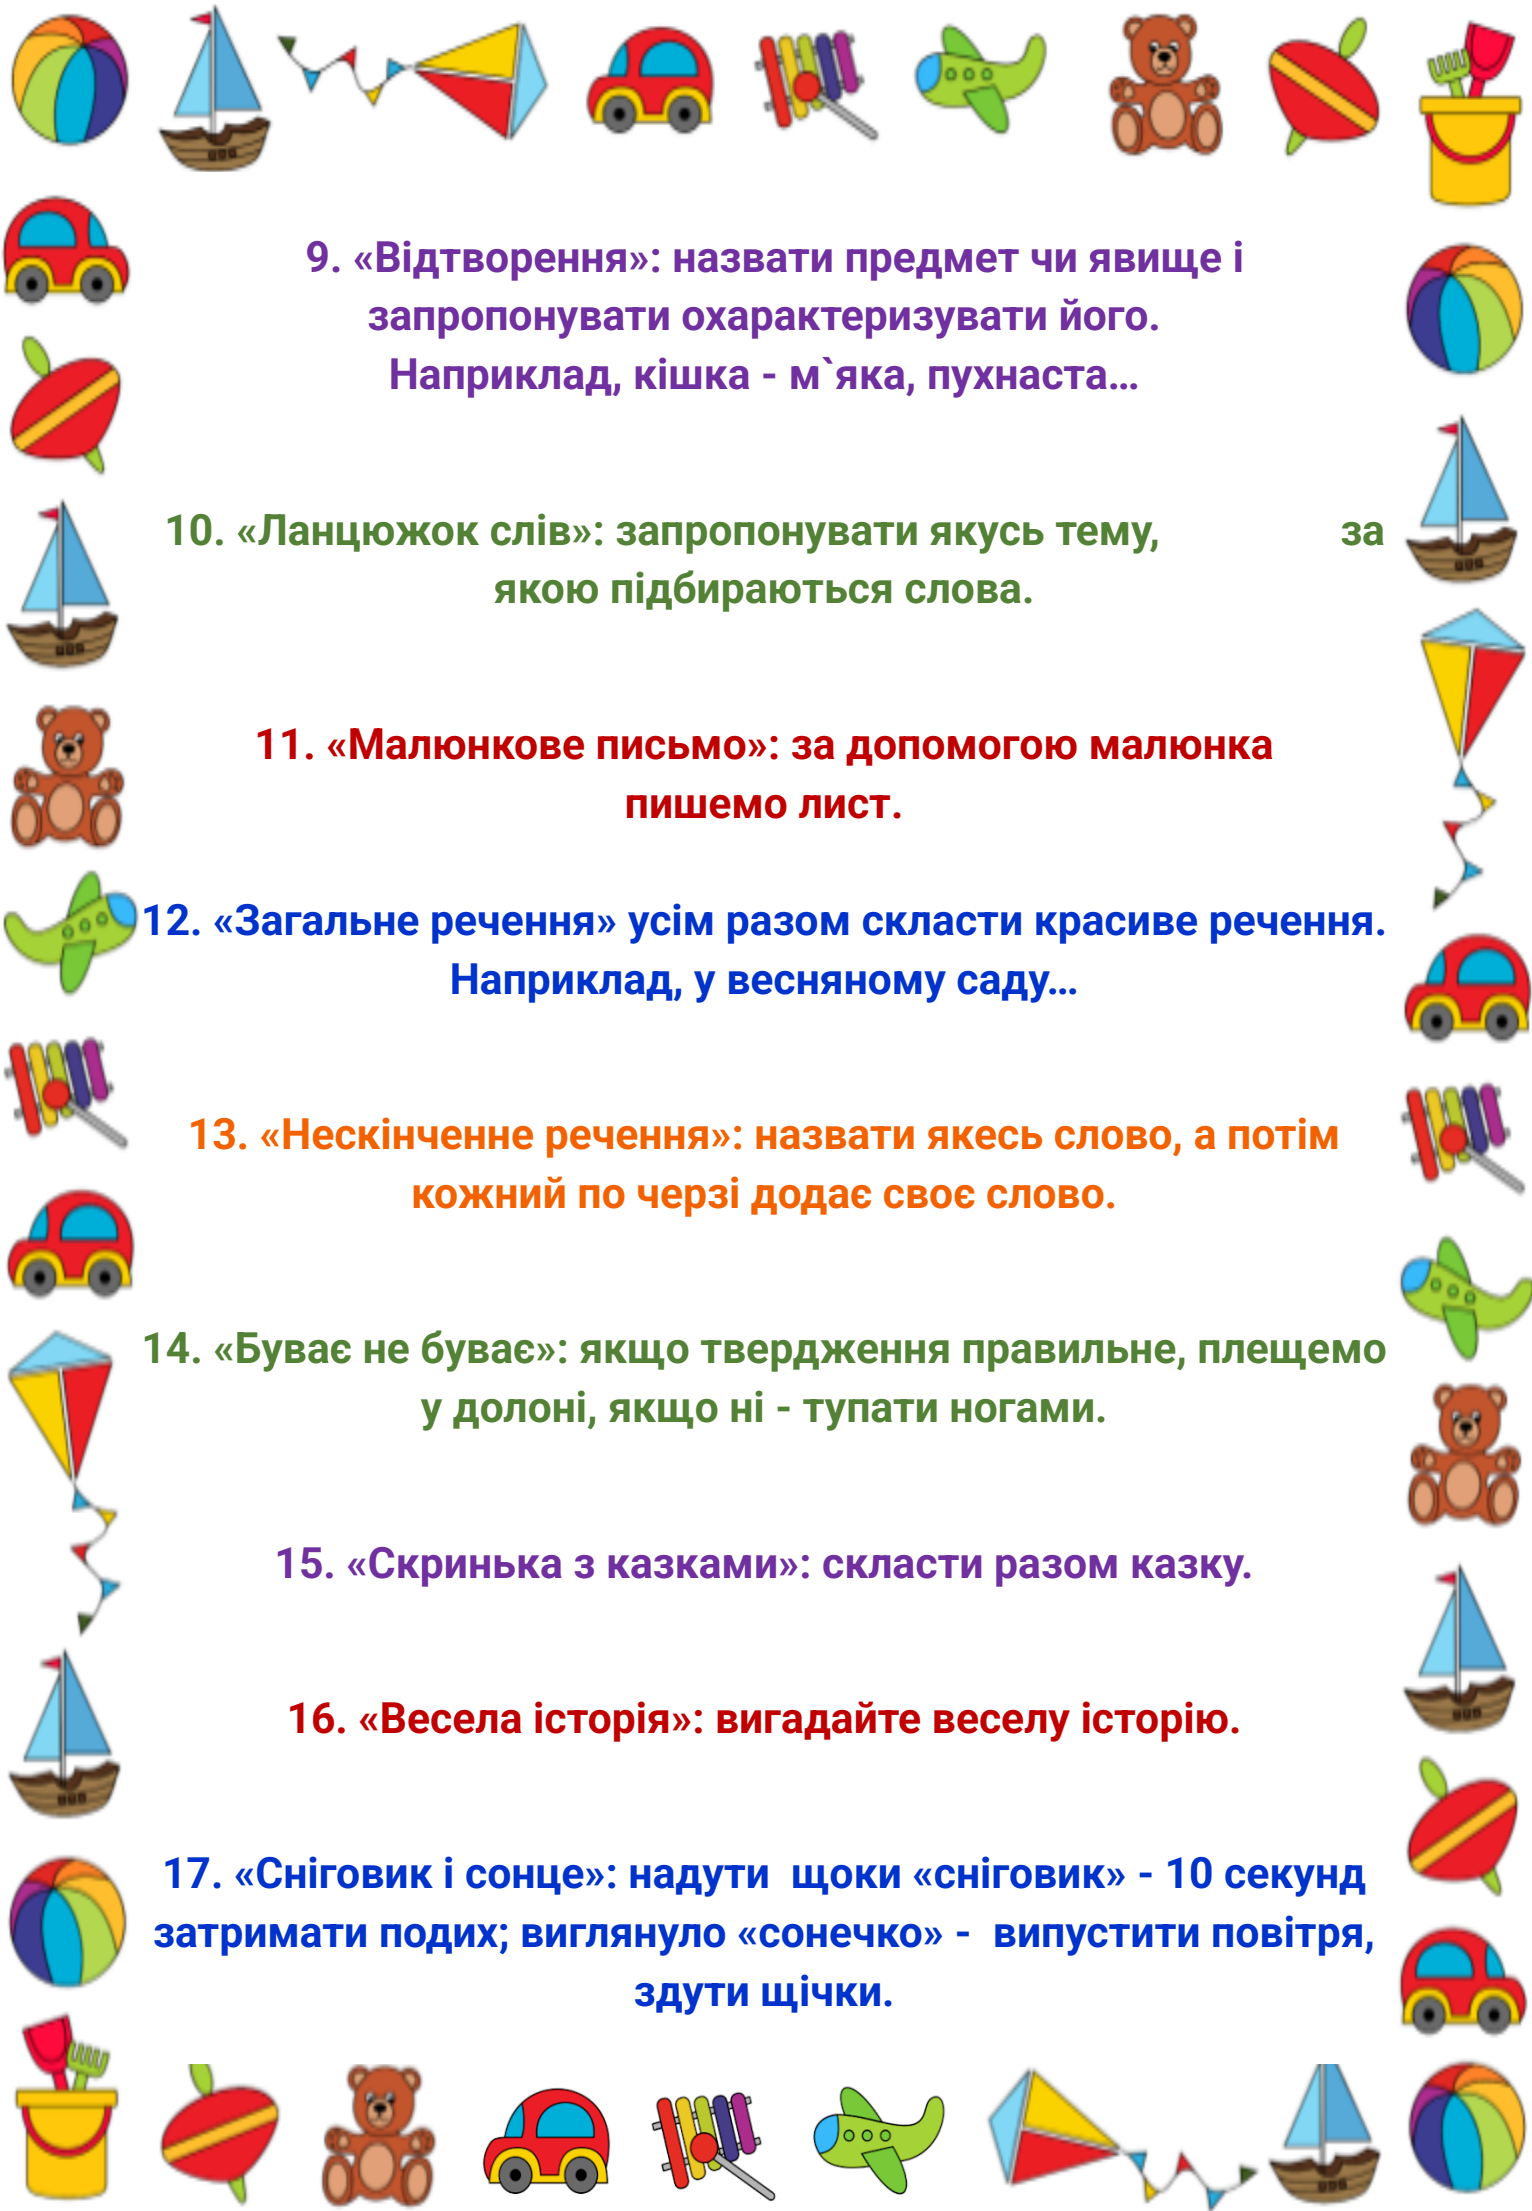 9. «Відтворення»: назвати предмет чи явище і
запропонувати охарактеризувати його.
Наприклад, кішка - м`яка, пухнаста...
10. «Ланцюжок слів»: запропонувати якусь тему, за
якою підбираються слова.
11. «Малюнкове письмо»: за допомогою малюнка
пишемо лист.
12. «Загальне речення» усім разом скласти красиве речення.
Наприклад, у весняному саду...
13. «Нескінченне речення»: назвати якесь слово, а потім
кожний по черзі додає своє слово.
14. «Буває не буває»: якщо твердження правильне, плещемо
у долоні, якщо ні - тупати ногами.
15. «Скринька з казками»: скласти разом казку.
16. «Весела історія»: вигадайте веселу історію.
17. «Сніговик і сонце»: надути щоки «сніговик» - 10 секунд
затримати подих; виглянуло «сонечко» - випустити повітря,
здути щічки.